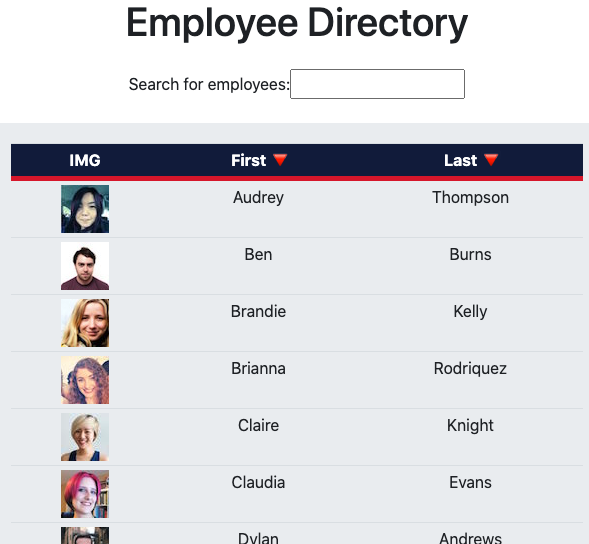 Employee Directory
Search for employees:
IMG First 🔻 Last 🔻
Audrey Thompson
Ben Burns
Brandie Kelly
Brianna Rodriquez
Claire Knight
Claudia Evans
Dylan Andrews